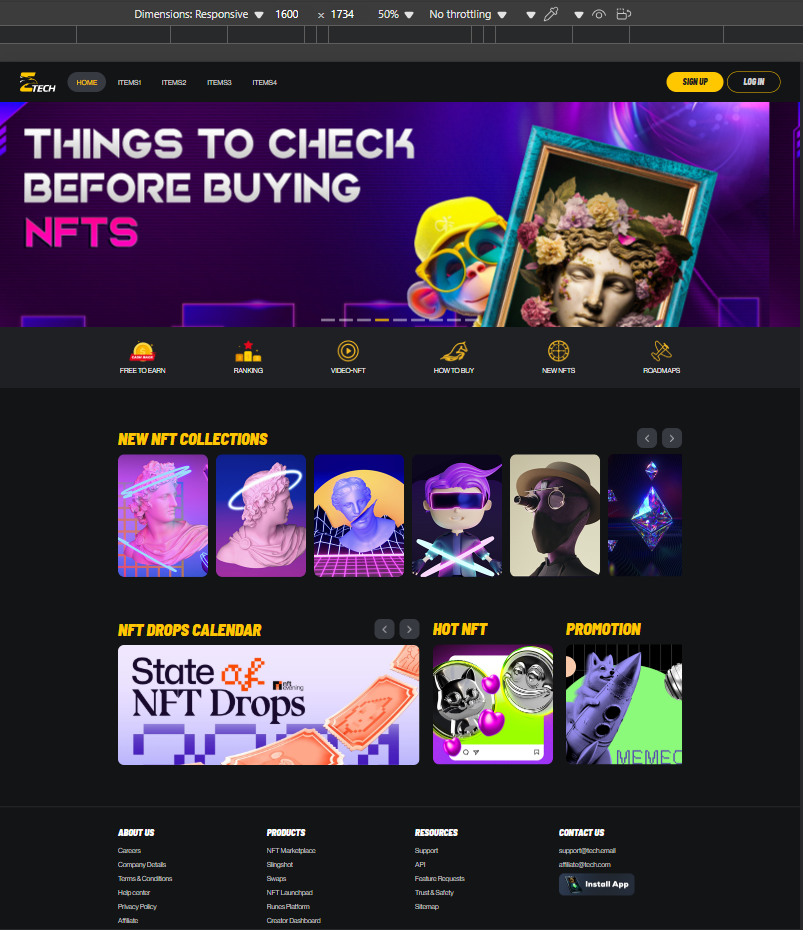 Dimensions: Responsive 1600 × 1734 50% No throttling
ZTECH HOME ITEMS1 ITEMS2 ITEMS3 ITEMS4 SIGN UP LOG IN
THINGS TO CHECK
BEFORE BUYING
NFTS
FREE TO EARN RANKING VIDEO-NFT HOW TO BUY NEW NFTS ROADMAPS
NEW NFT COLLECTIONS
NFT DROPS CALENDAR HOT NFT PROMOTION
State of
nft evening
NFT Drops
MEMEC
ABOUT US PRODUCTS RESOURCES CONTACT US
Careers NFT Marketplace Support support@tech.email
Company Details Slingshot API affiliate@tech.com
Terms & Conditions Swaps Feature Requests Install App
Help center NFT Launchpad Trust & Safety
Privacy Policy Runes Platform Sitemap
Affiliate Creator Dashboard